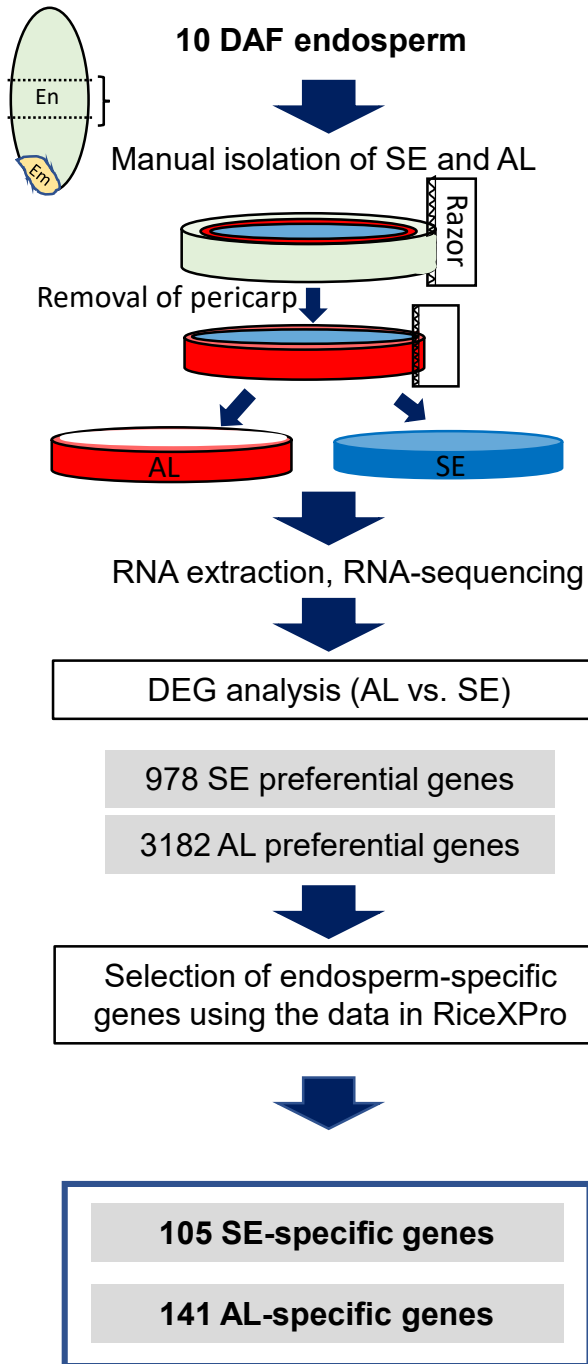 10 DAF endosperm
En
Em
Manual isolation of SE and AL
Razor
Removal of pericarp
AL
SE
RNA extraction, RNA-sequencing
DEG analysis (AL vs. SE)
978 SE preferential genes
3182 AL preferential genes
Selection of endosperm-specific
genes using the data in RiceXPro
105 SE-specific genes
141 AL-specific genes